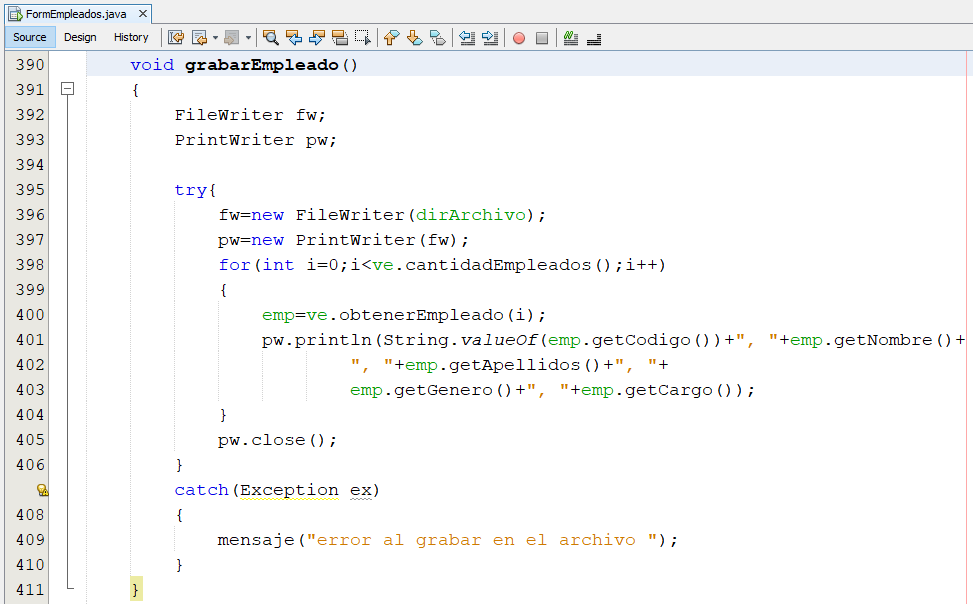 FormEmpleados.java
Source Design History
390 void grabarEmpleado()
391 {
392 FileWriter fw;
393 PrintWriter pw;
394
395 try{
396 fw=new FileWriter(dirArchivo);
397 pw=new PrintWriter(fw);
398 for(int i=0;i<ve.cantidadEmpleados();i++)
399 {
400 emp=ve.obtenerEmpleado(i);
401 pw.println(String.valueOf(emp.getCodigo())+", "+emp.getNombre()+
402 ", "+emp.getApellidos()+", "+
403 emp.getGenero()+", "+emp.getCargo());
404 }
405 pw.close();
406 }
catch(Exception ex)
408 {
409 mensaje("error al grabar en el archivo ");
410 }
411 }